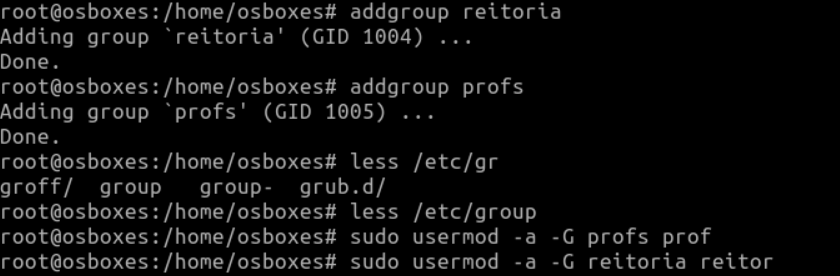 root@osboxes:/home/osboxes# addgroup reitoria
Adding group `reitoria' (GID 1004) ...
Done.
root@osboxes:/home/osboxes# addgroup profs
Adding group `profs' (GID 1005) ...
Done.
root@osboxes:/home/osboxes# less /etc/gr
groff/  group   group-  grub.d/
root@osboxes:/home/osboxes# less /etc/group
root@osboxes:/home/osboxes# sudo usermod -a -G profs prof
root@osboxes:/home/osboxes# sudo usermod -a -G reitoria reitor